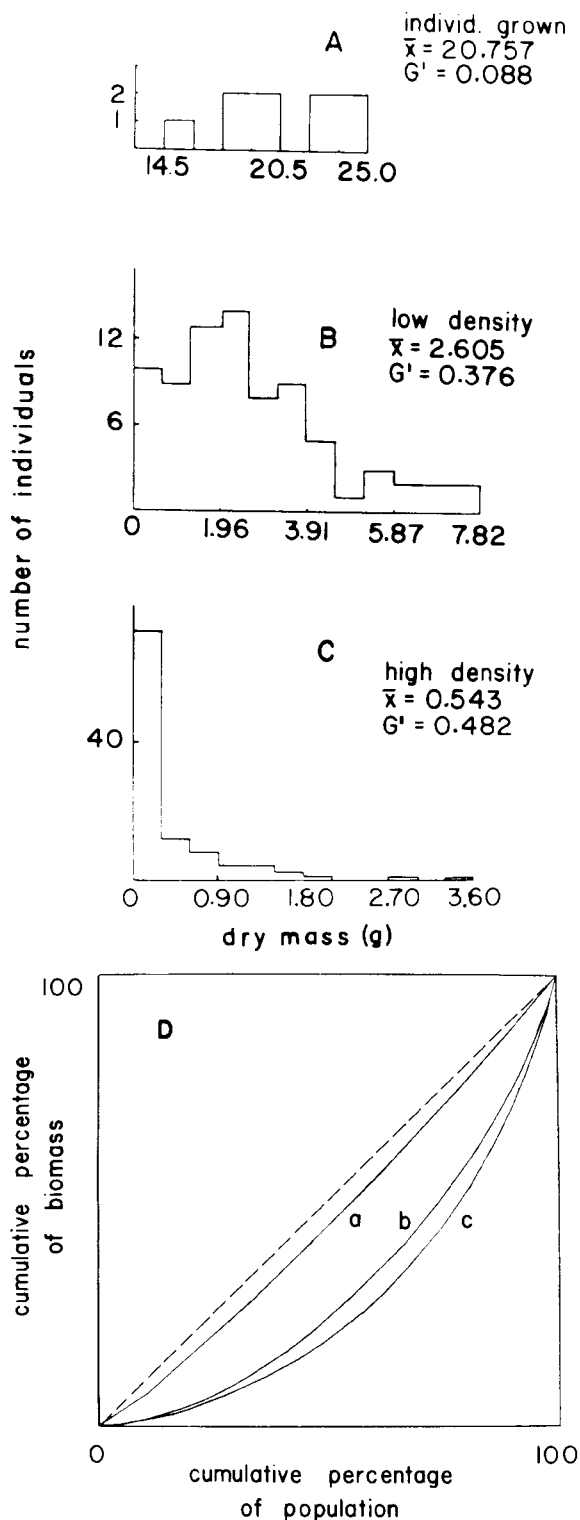 A
individ. grown
x̄ = 20.757
G' = 0.088
2
1
14.5 20.5 25.0
number of individuals
12
6
B
low density
x̄ = 2.605
G' = 0.376
0 1.96 3.91 5.87 7.82
C
high density
x̄ = 0.543
G' = 0.482
40
0 0.90 1.80 2.70 3.60
dry mass (g)
100
D
cumulative percentage
of biomass
a b c
0 100
cumulative percentage
of population